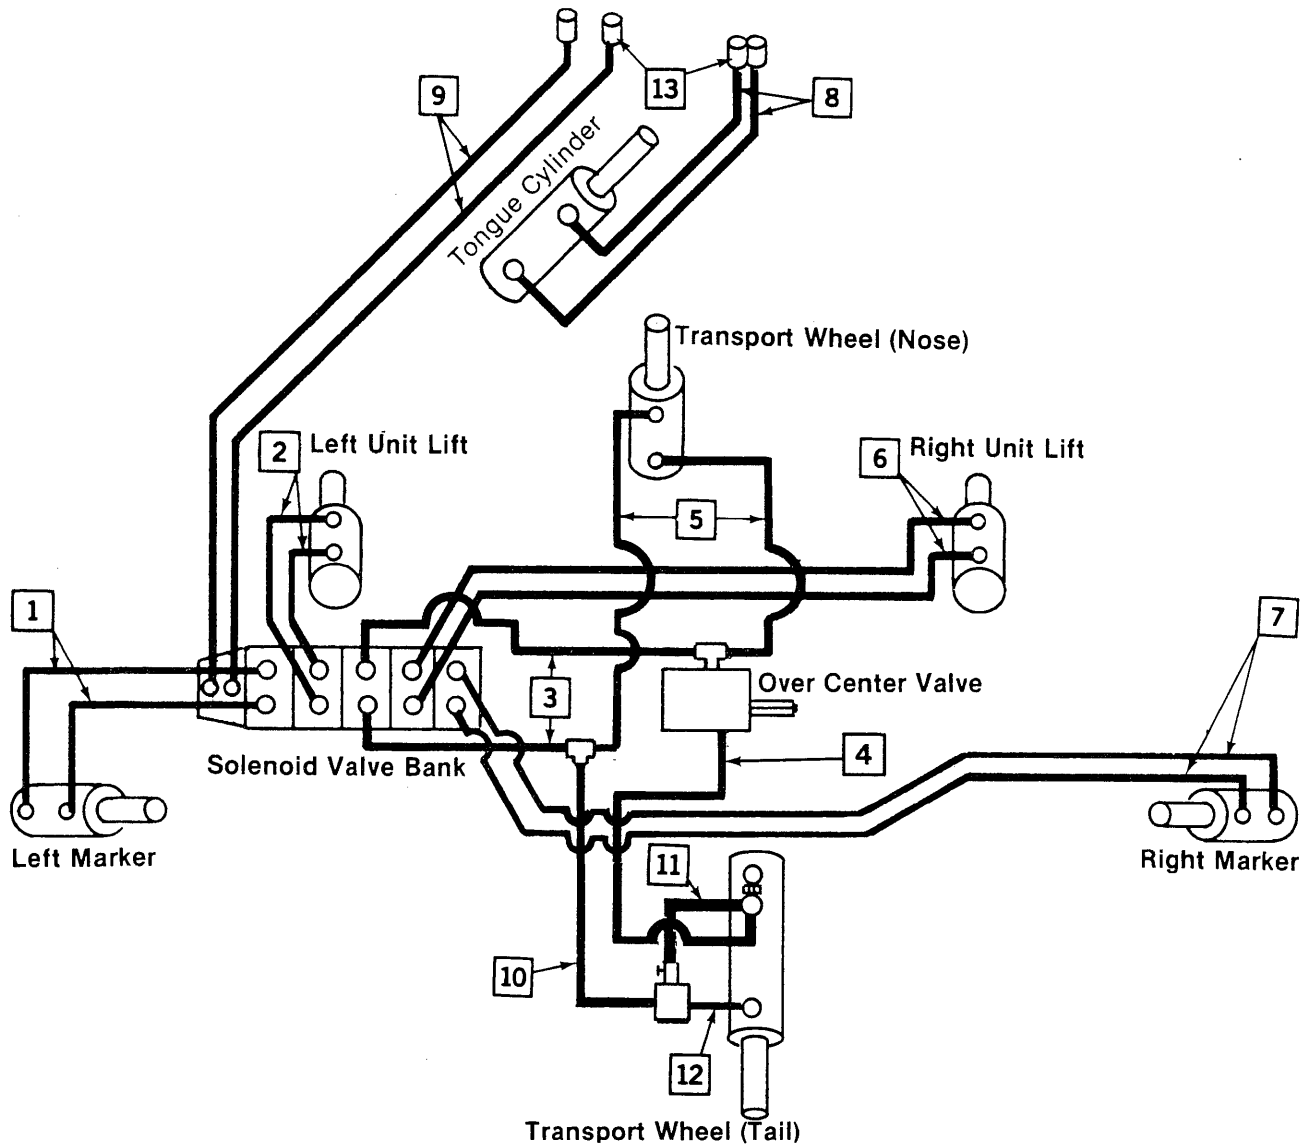 13
9
8
Tongue Cylinder
Transport Wheel (Nose)
2
Left Unit Lift
6
Right Unit Lift
5
1
7
3
Over Center Valve
4
Solenoid Valve Bank
Left Marker
11
Right Marker
10
12
Transport Wheel (Tail)